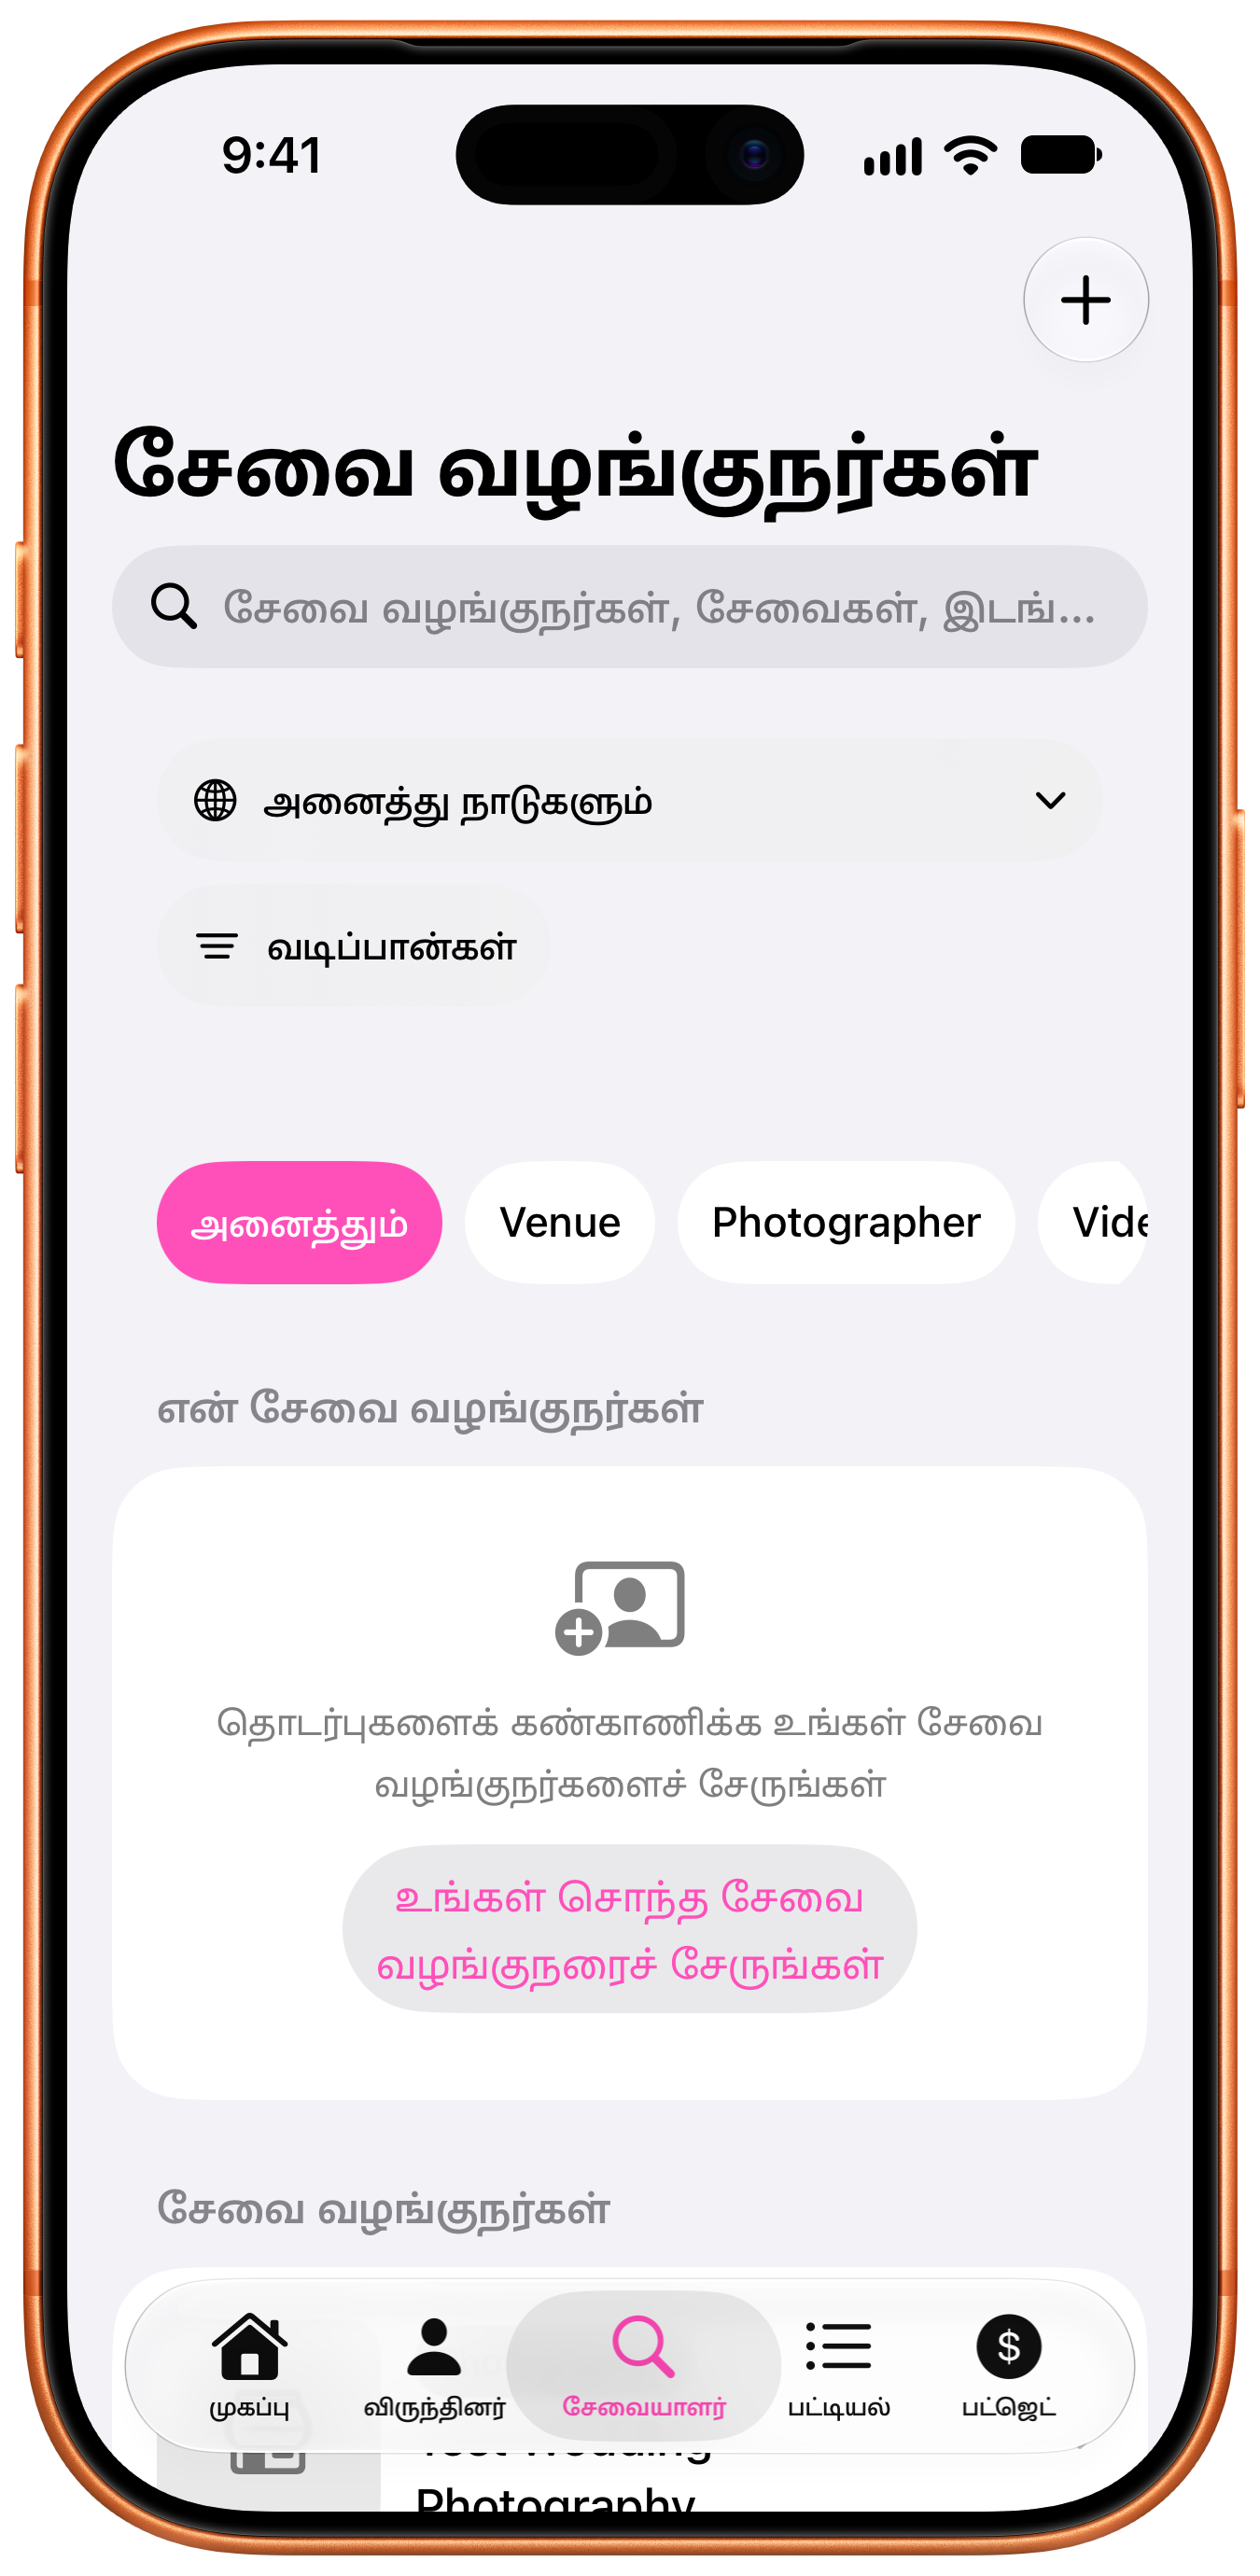 9:41
சேவை வழங்குநர்கள்
சேவை வழங்குநர்கள், சேவைகள், இடங்...
அனைத்து நாடுகளும்
வடிப்பான்கள்
அனைத்தும் Venue Photographer Vide
என் சேவை வழங்குநர்கள்
தொடர்புகளைக் கண்காணிக்க உங்கள் சேவை
வழங்குநர்களைச் சேருங்கள்
உங்கள் சொந்த சேவை
வழங்குநரைச் சேருங்கள்
சேவை வழங்குநர்கள்
முகப்பு விருந்தினர் சேவையாளர் பட்டியல் பட்ஜெட்
Photography